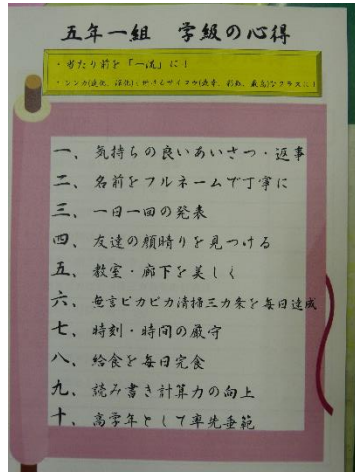 五年一組　学級の心得
・当たり前を「一流」に！
一、気持ちの良いあいさつ・返事
二、名前をフルネームで丁寧に
三、一日一回の発表
四、友達の顔晴りを見つける
五、教室・廊下を美しく
六、無言ピカピカ清掃三カ条を毎日達成
七、時刻・時間の厳守
八、給食を毎日完食
九、読み書き計算力の向上
十、高学年として率先垂範